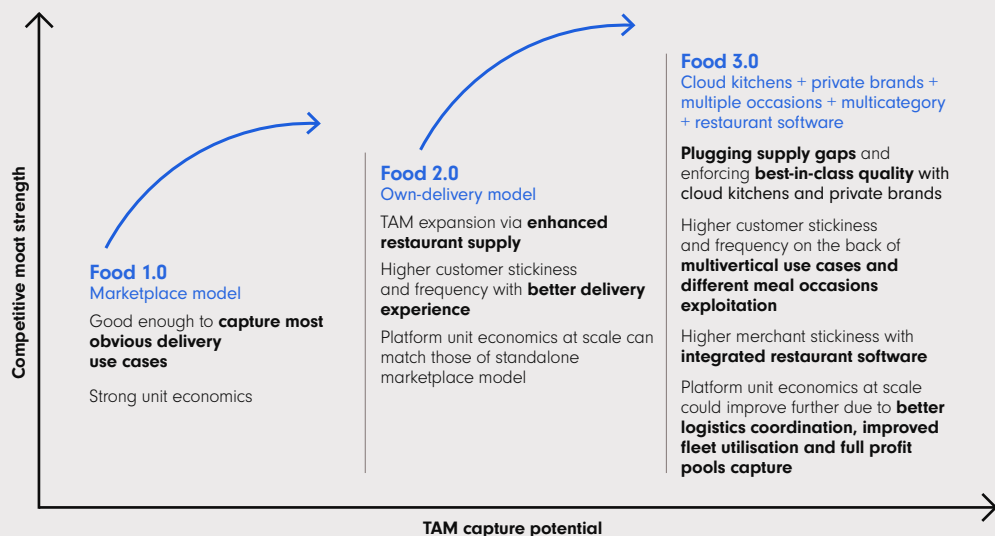 Competitive moat strength
Food 1.0
Marketplace model
Good enough to capture most
obvious delivery
use cases
Strong unit economics
Food 2.0
Own-delivery model
TAM expansion via enhanced
restaurant supply
Higher customer stickiness
and frequency with better delivery
experience
Platform unit economics at scale can
match those of standalone
marketplace model
Food 3.0
Cloud kitchens + private brands +
multiple occasions + multicategory
+ restaurant software
Plugging supply gaps and
enforcing best-in-class quality with
cloud kitchens and private brands
Higher customer stickiness
and frequency on the back of
multivertical use cases and
different meal occasions
exploitation
Higher merchant stickiness with
integrated restaurant software
Platform unit economics at scale
could improve further due to better
logistics coordination, improved
fleet utilisation and full profit
pools capture
TAM capture potential